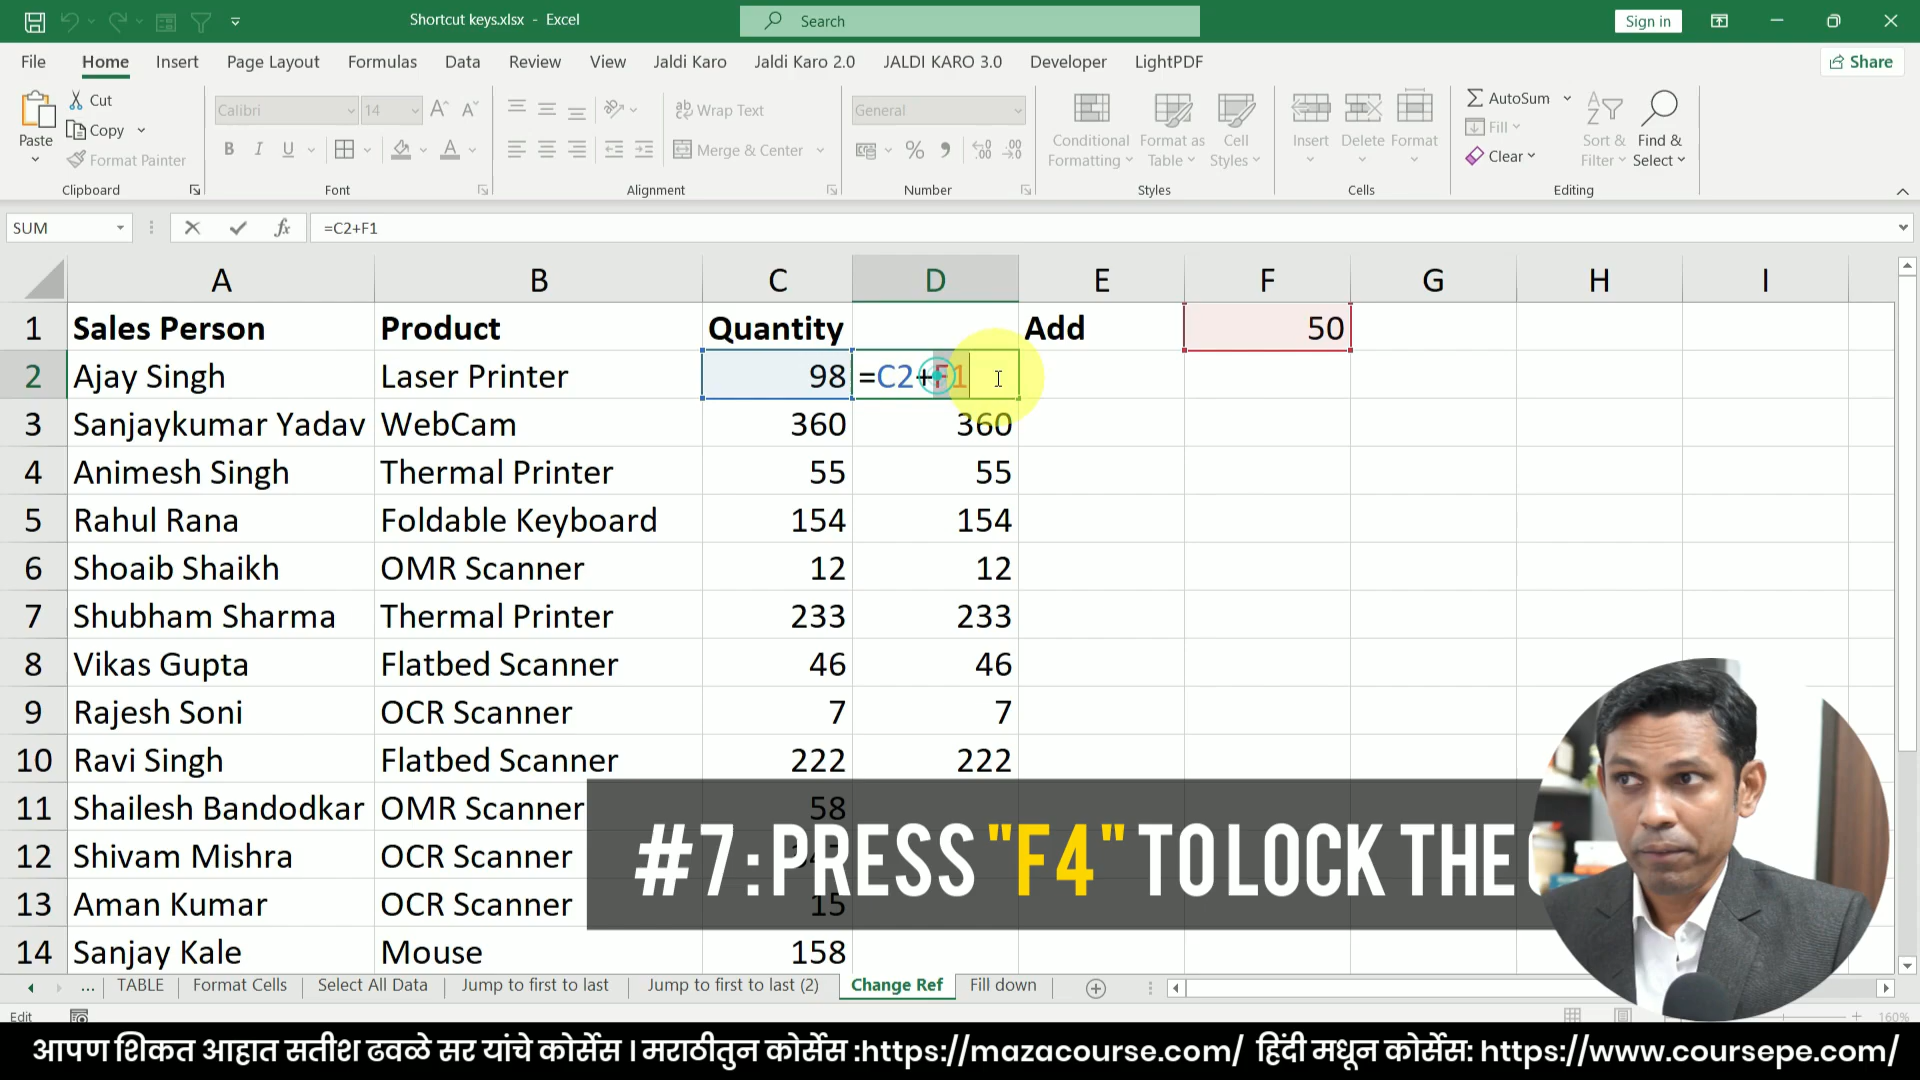 Shortcut keys.xlsx - Excel
Search
Sign in
File Home Insert Page Layout Formulas Data Review View Jaldi Karo Jaldi Karo 2.0 JALDI KARO 3.0 Developer LightPDF
Share
Paste
Cut
Copy
Format Painter
Clipboard
Calibri 14
B I U
Font
Wrap Text
Merge & Center
Alignment
General
Number
Conditional Formatting
Format as Table
Cell Styles
Styles
Insert Delete Format
Cells
AutoSum
Fill
Clear
Sort & Filter
Find & Select
Editing
SUM fx =C2+F1
A B C D E F G H I
1 Sales Person Product Quantity Add 50
2 Ajay Singh Laser Printer 98 =C2+F1
3 Sanjaykumar Yadav WebCam 360 360
4 Animesh Singh Thermal Printer 55 55
5 Rahul Rana Foldable Keyboard 154 154
6 Shoaib Shaikh OMR Scanner 12 12
7 Shubham Sharma Thermal Printer 233 233
8 Vikas Gupta Flatbed Scanner 46 46
9 Rajesh Soni OCR Scanner 7 7
10 Ravi Singh Flatbed Scanner 222 222
11 Shailesh Bandodkar OMR Scanner 58
12 Shivam Mishra OCR Scanner
13 Aman Kumar OCR Scanner 15
14 Sanjay Kale Mouse 158
#7: PRESS "F4" TO LOCK THE
... TABLE Format Cells Select All Data Jump to first to last Jump to first to last (2) Change Ref Fill down
Edit
160%
आपण शिकत आहात सतीश ढवळे सर यांचे कोर्सेस । मराठीतुन कोर्सेस :https://mazacourse.com/ हिंदी मधून कोर्सेस: https://www.coursepe.com/